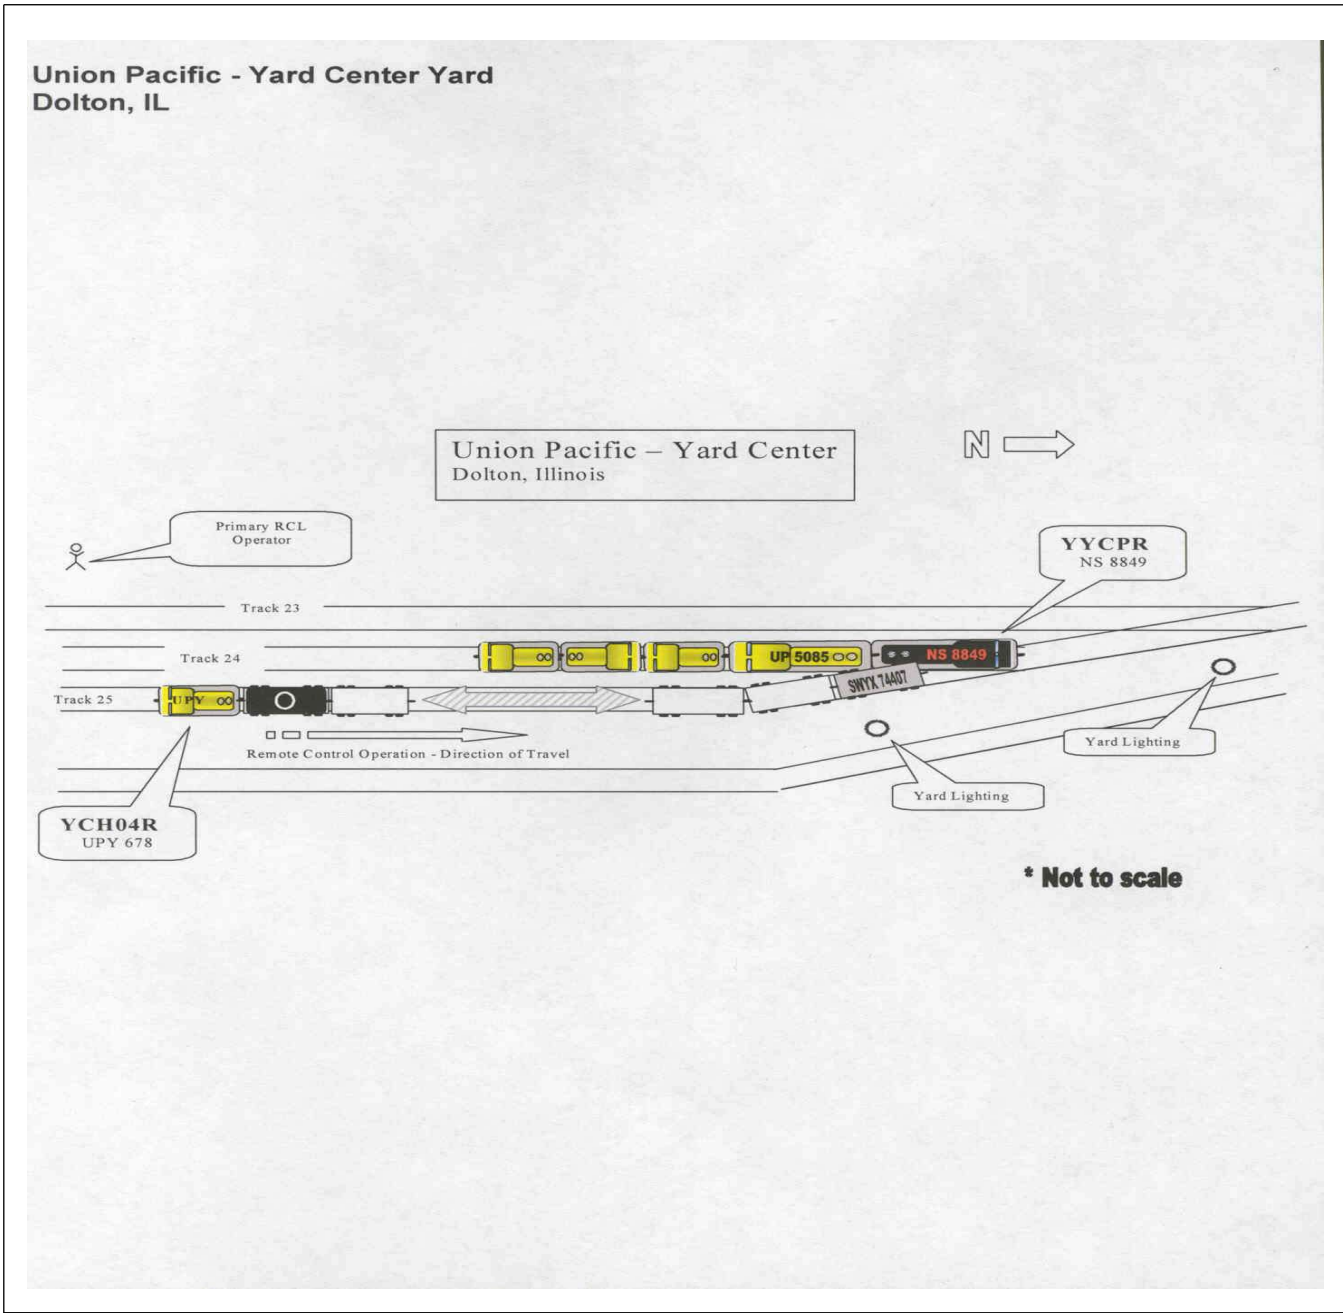 Union Pacific - Yard Center Yard
Dolton, IL
Union Pacific – Yard Center
Dolton, Illinois
N
Primary RCL
Operator
YYCPR
NS 8849
Track 23
Track 24
UP 5085
NS 8849
SWYX 74407
Track 25
UPY
Remote Control Operation - Direction of Travel
Yard Lighting
Yard Lighting
YCH04R
UPY 678
* Not to scale